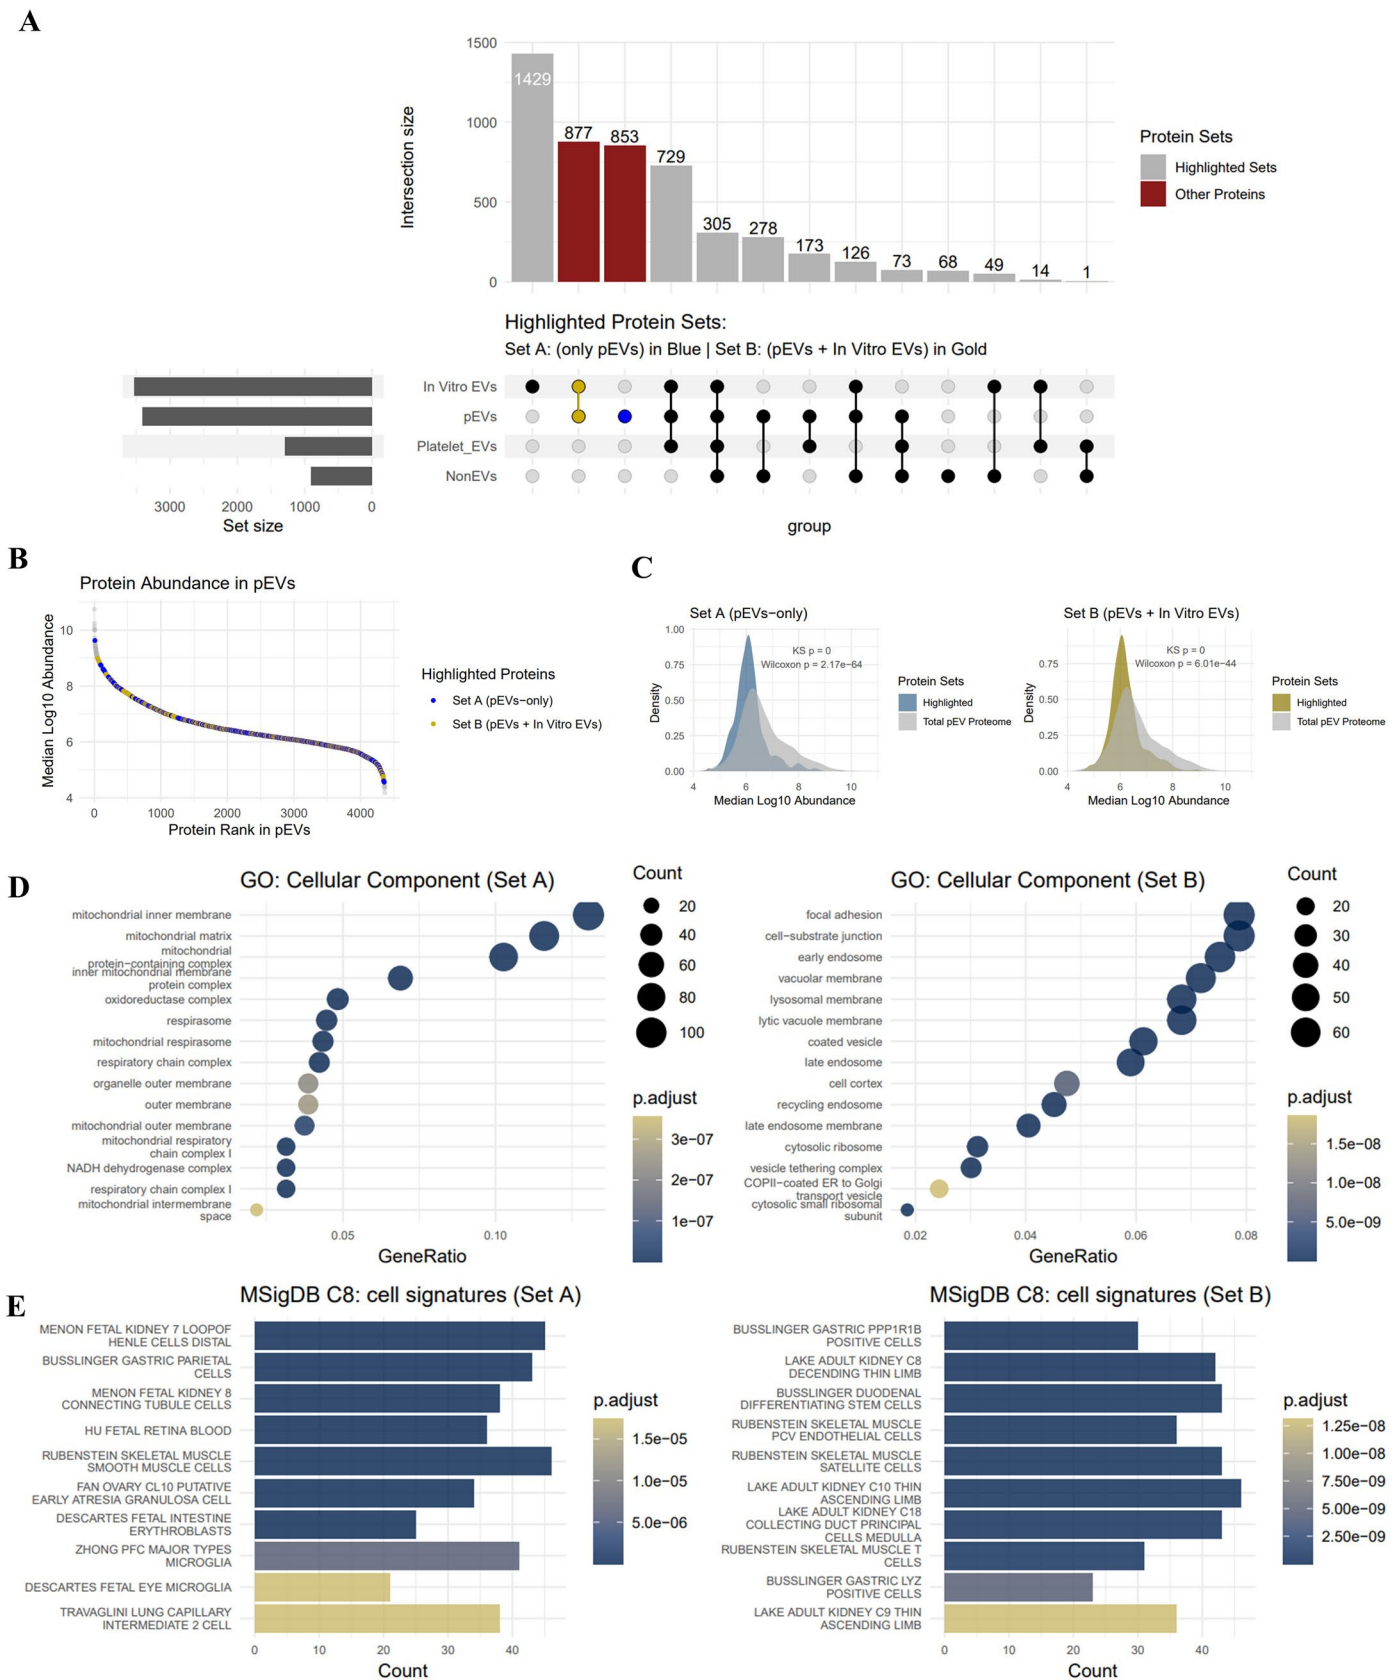 A
1500
1000
500
0
Intersection size
1429
877
853
729
305
278
173
126
73
68
49
14
1
Protein Sets
Highlighted Sets
Other Proteins
Highlighted Protein Sets:
Set A: (only pEVs) in Blue | Set B: (pEVs + In Vitro EVs) in Gold
In Vitro EVs
pEVs
Platelet_EVs
NonEVs
3000 2000 1000 0
Set size
group
B
Protein Abundance in pEVs
Median Log10 Abundance
10
8
6
4
0 1000 2000 3000 4000
Protein Rank in pEVs
Highlighted Proteins
Set A (pEVs−only)
Set B (pEVs + In Vitro EVs)
C
Set A (pEVs−only)
Density
1.00
0.75
0.50
0.25
0.00
KS p = 0
Wilcoxon p = 2.17e−64
4 6 8 10
Median Log10 Abundance
Protein Sets
Highlighted
Total pEV Proteome
Set B (pEVs + In Vitro EVs)
Density
0.75
0.50
0.25
0.00
KS p = 0
Wilcoxon p = 6.01e−44
4 6 8 10
Median Log10 Abundance
Protein Sets
Highlighted
Total pEV Proteome
D
GO: Cellular Component (Set A)
mitochondrial inner membrane
mitochondrial matrix
mitochondrial
protein−containing complex
inner mitochondrial membrane
protein complex
oxidoreductase complex
respirasome
mitochondrial respirasome
respiratory chain complex
organelle outer membrane
outer membrane
mitochondrial outer membrane
mitochondrial respiratory
chain complex I
NADH dehydrogenase complex
respiratory chain complex I
mitochondrial intermembrane
space
0.05 0.10
GeneRatio
Count
20
40
60
80
100
p.adjust
3e−07
2e−07
1e−07
GO: Cellular Component (Set B)
focal adhesion
cell−substrate junction
early endosome
vacuolar membrane
lysosomal membrane
lytic vacuole membrane
coated vesicle
late endosome
cell cortex
recycling endosome
late endosome membrane
cytosolic ribosome
vesicle tethering complex
COPII−coated ER to Golgi
transport vesicle
cytosolic small ribosomal
subunit
0.02 0.04 0.06 0.08
GeneRatio
Count
20
30
40
50
60
p.adjust
1.5e−08
1.0e−08
5.0e−09
E
MSigDB C8: cell signatures (Set A)
MENON FETAL KIDNEY 7 LOOPOF
HENLE CELLS DISTAL
BUSSLINGER GASTRIC PARIETAL
CELLS
MENON FETAL KIDNEY 8
CONNECTING TUBULE CELLS
HU FETAL RETINA BLOOD
RUBENSTEIN SKELETAL MUSCLE
SMOOTH MUSCLE CELLS
FAN OVARY CL10 PUTATIVE
EARLY ATRESIA GRANULOSA CELL
DESCARTES FETAL INTESTINE
ERYTHROBLASTS
ZHONG PFC MAJOR TYPES
MICROGLIA
DESCARTES FETAL EYE MICROGLIA
TRAVAGLINI LUNG CAPILLARY
INTERMEDIATE 2 CELL
0 10 20 30 40
Count
p.adjust
1.5e−05
1.0e−05
5.0e−06
MSigDB C8: cell signatures (Set B)
BUSSLINGER GASTRIC PPP1R1B
POSITIVE CELLS
LAKE ADULT KIDNEY C8
DECENDING THIN LIMB
BUSSLINGER DUODENAL
DIFFERENTIATING STEM CELLS
RUBENSTEIN SKELETAL MUSCLE
PCV ENDOTHELIAL CELLS
RUBENSTEIN SKELETAL MUSCLE
SATELLITE CELLS
LAKE ADULT KIDNEY C10 THIN
ASCENDING LIMB
LAKE ADULT KIDNEY C18
COLLECTING DUCT PRINCIPAL
CELLS MEDULLA
RUBENSTEIN SKELETAL MUSCLE T
CELLS
BUSSLINGER GASTRIC LYZ
POSITIVE CELLS
LAKE ADULT KIDNEY C9 THIN
ASCENDING LIMB
0 10 20 30 40
Count
p.adjust
1.25e−08
1.00e−08
7.50e−09
5.00e−09
2.50e−09